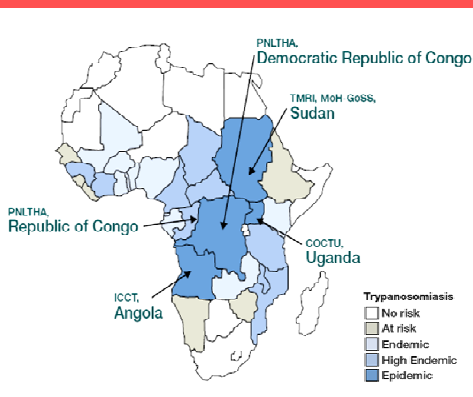 PNLTHA,
Democratic Republic of Congo
TMRI, MoH-GoSS,
Sudan
PNLTHA,
Republic of Congo
COCTU,
Uganda
ICCT,
Angola
Trypanosomiasis
No risk
At risk
Endemic
High Endemic
Epidemic